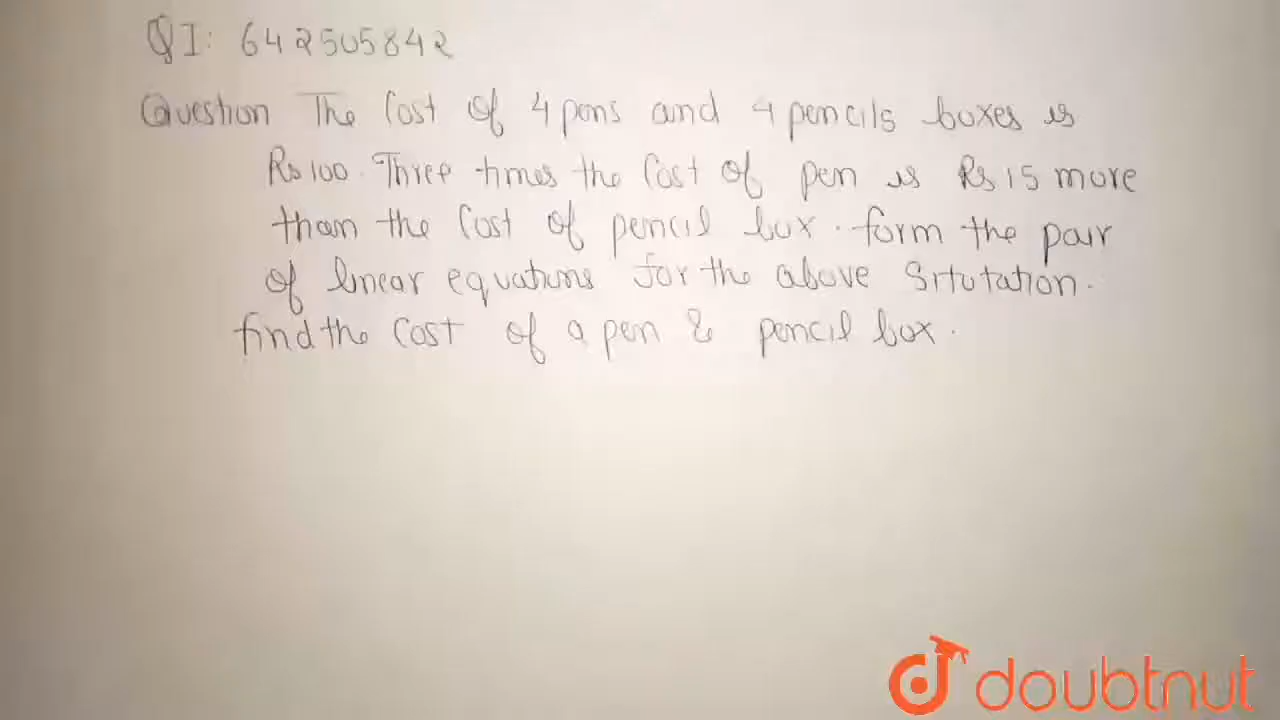 QI: 642505842
Question The Cost of 4 pens and 4 pencils boxes is
Rs 100. Three times the Cost of pen is Rs 15 more
than the Cost of pencil box. form the pair
of linear equations for the above Situtation.
find the Cost of a pen & pencil box.
doubtnut